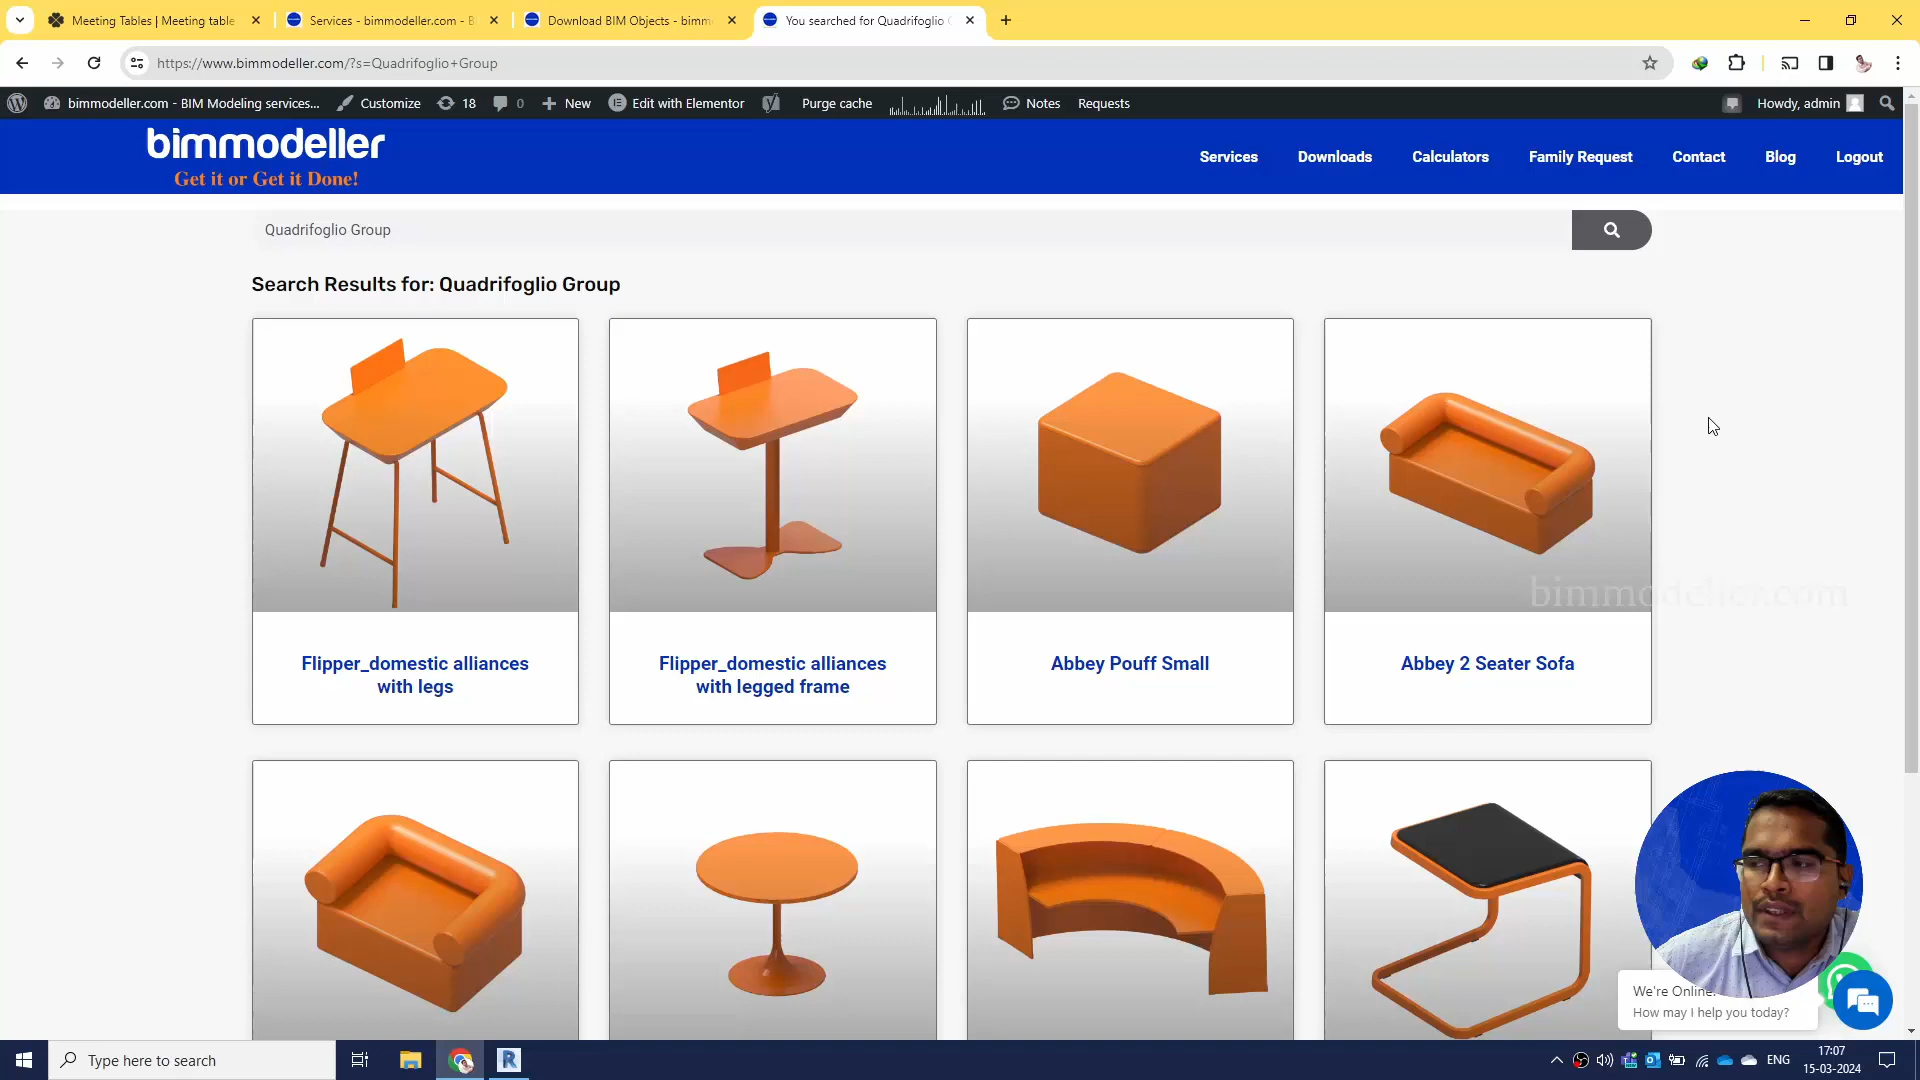 Meeting Tables | Meeting table
Services - bimmodeller.com - B
Download BIM Objects - bimm
You searched for Quadrifoglio G
https://www.bimmodeller.com/?s=Quadrifoglio+Group
bimmodeller.com - BIM Modeling services...
Customize
18
0
New
Edit with Elementor
Purge cache
Notes
Requests
Howdy, admin
bimmodeller
Get it or Get it Done!
Services
Downloads
Calculators
Family Request
Contact
Blog
Logout
Quadrifoglio Group
Search Results for: Quadrifoglio Group
Flipper_domestic alliances
with legs
Flipper_domestic alliances
with legged frame
Abbey Pouff Small
Abbey 2 Seater Sofa
bimmodeller.com
We're Online!
How may I help you today?
Type here to search
R
ENG
17:07
15-03-2024